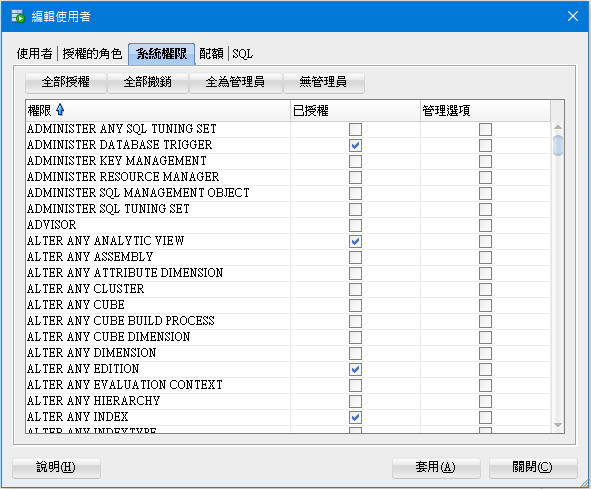 編輯使用者
使用者 授權的角色 系統權限 配額 SQL
全部授權 全部撤銷 全為管理員 無管理員
權限 已授權 管理選項
ADMINISTER ANY SQL TUNING SET
ADMINISTER DATABASE TRIGGER
ADMINISTER KEY MANAGEMENT
ADMINISTER RESOURCE MANAGER
ADMINISTER SQL MANAGEMENT OBJECT
ADMINISTER SQL TUNING SET
ADVISOR
ALTER ANY ANALYTIC VIEW
ALTER ANY ASSEMBLY
ALTER ANY ATTRIBUTE DIMENSION
ALTER ANY CLUSTER
ALTER ANY CUBE
ALTER ANY CUBE BUILD PROCESS
ALTER ANY CUBE DIMENSION
ALTER ANY DIMENSION
ALTER ANY EDITION
ALTER ANY EVALUATION CONTEXT
ALTER ANY HIERARCHY
ALTER ANY INDEX
ALTER ANY INDEXTYPE
說明(H) 套用(A) 關閉(C)